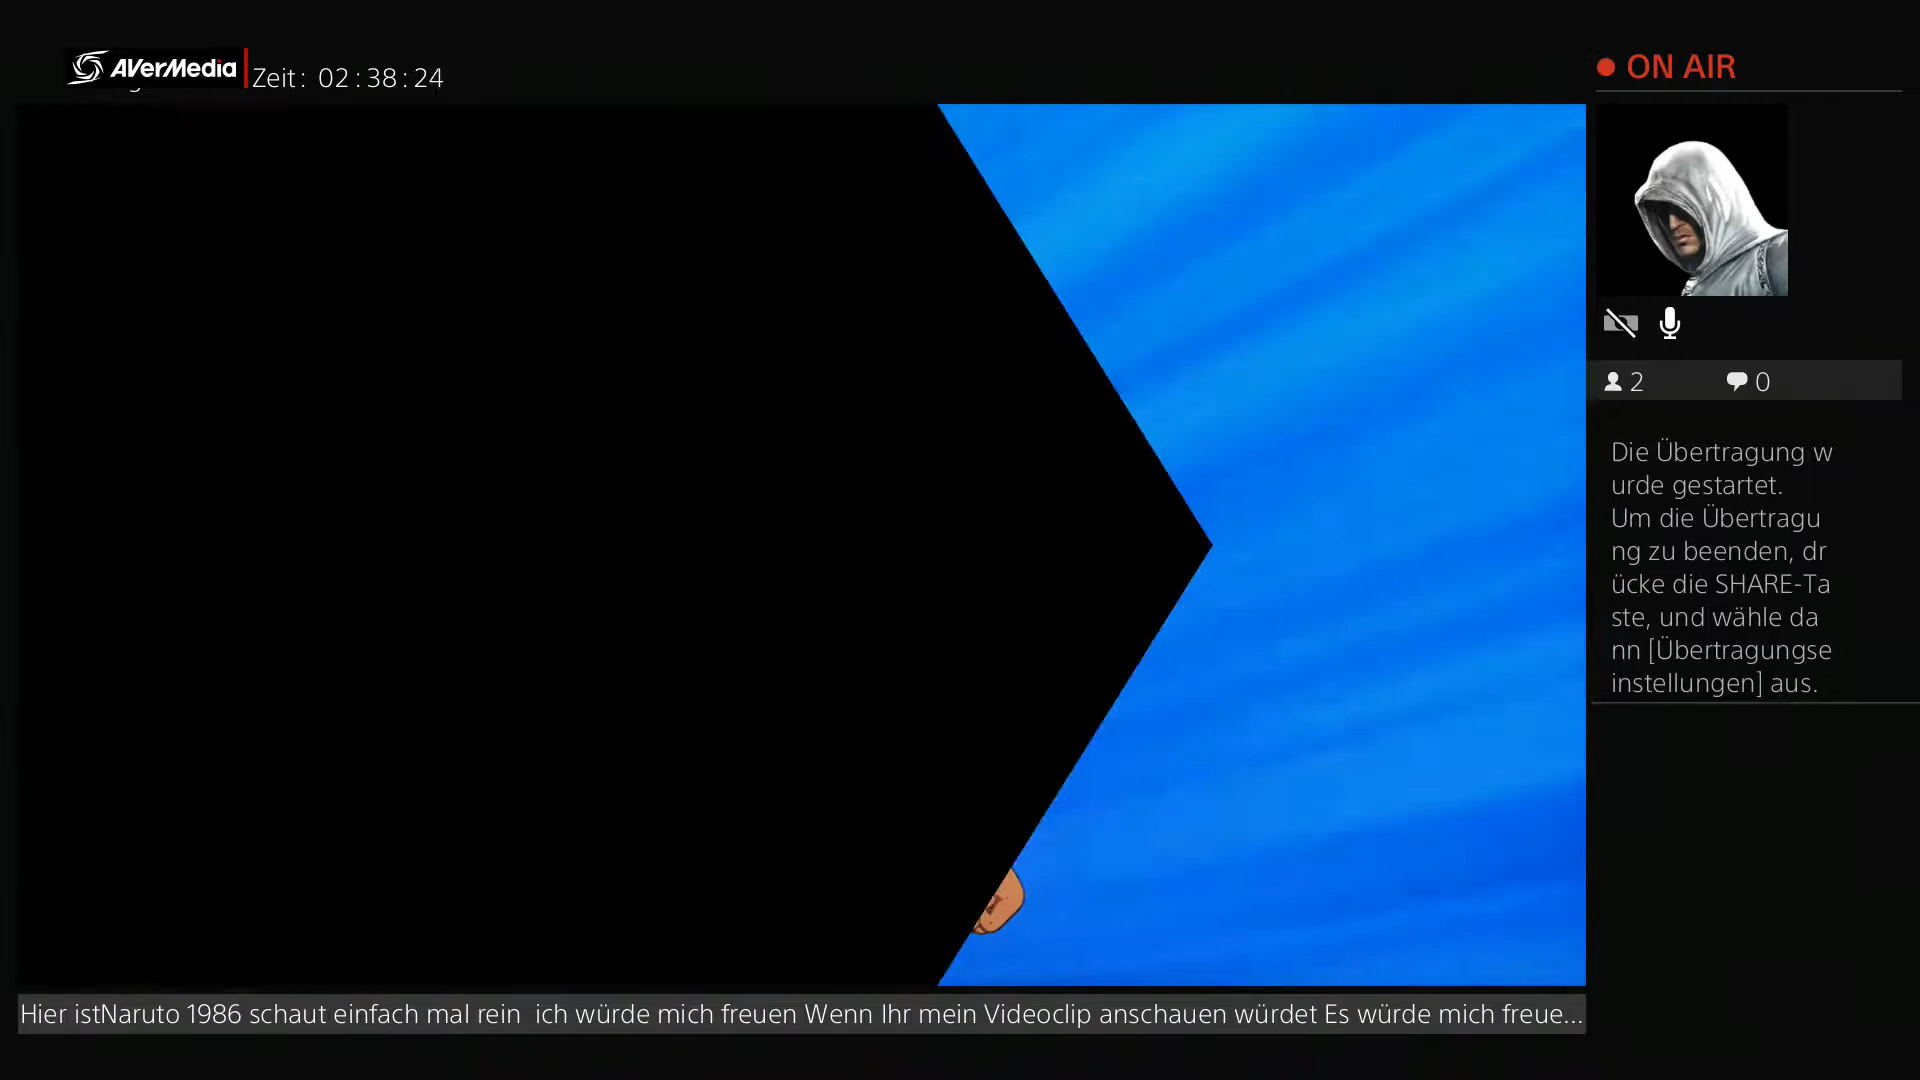 AVerMedia
Zeit: 02:38:24
ON AIR
2
0
Die Übertragung w
urde gestartet.
Um die Übertragu
ng zu beenden, dr
ücke die SHARE-Ta
ste, und wähle da
nn [Übertragungse
instellungen] aus.
Hier istNaruto 1986 schaut einfach mal rein  ich würde mich freuen Wenn Ihr mein Videoclip anschauen würdet Es würde mich freue...